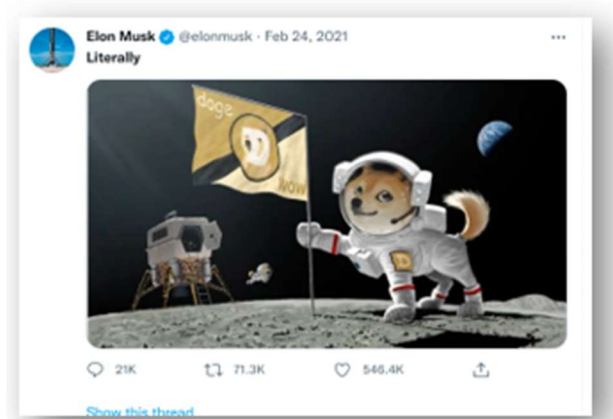 Elon Musk @elonmusk · Feb 24, 2021
Literally
doge
D
wow
D
21K 71.3K 546.4K
Show this thread